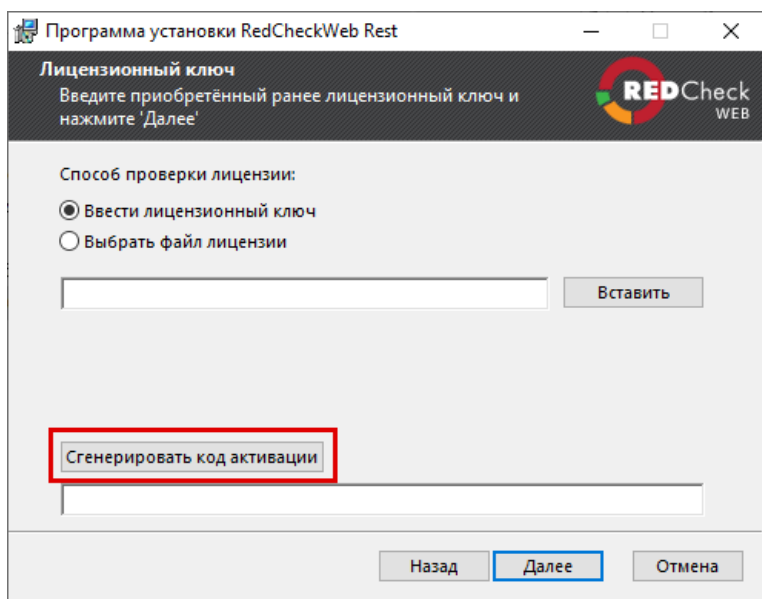 Программа установки RedCheckWeb Rest
Лицензионный ключ
Введите приобретённый ранее лицензионный ключ и
нажмите 'Далее'
REDCheck
WEB
Способ проверки лицензии:
Ввести лицензионный ключ
Выбрать файл лицензии
Вставить
Сгенерировать код активации
Назад
Далее
Отмена